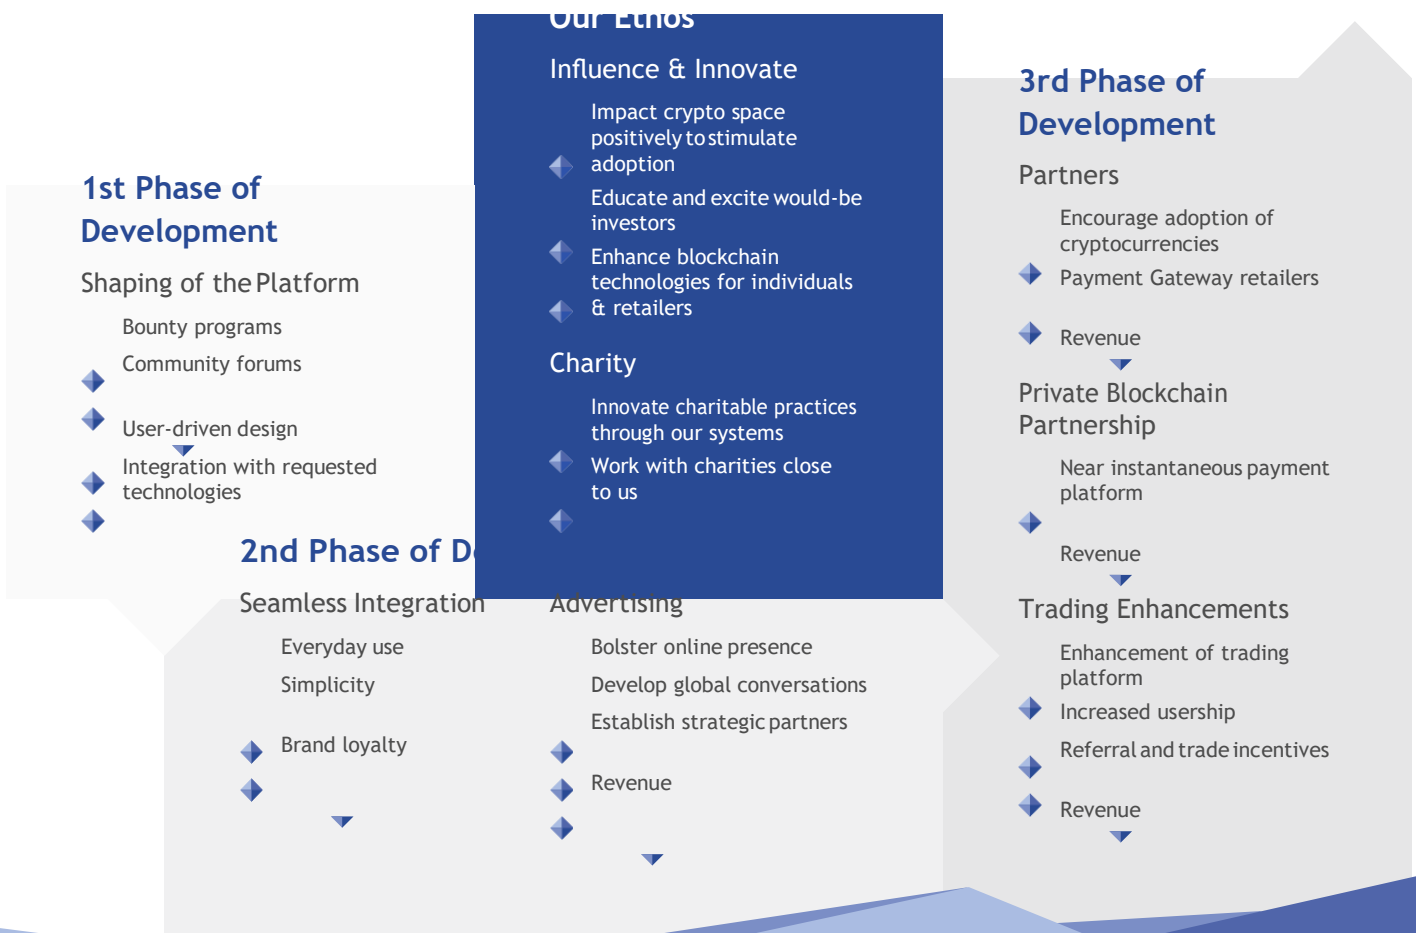 1st Phase of
Development
Shaping of the Platform
Bounty programs
Community forums
User-driven design
Integration with requested
technologies
2nd Phase of D
Seamless Integration
Everyday use
Simplicity
Brand loyalty
Our Ethos
Influence & Innovate
Impact crypto space
positively to stimulate
adoption
Educate and excite would-be
investors
Enhance blockchain
technologies for individuals
& retailers
Charity
Innovate charitable practices
through our systems
Work with charities close
to us
Advertising
Bolster online presence
Develop global conversations
Establish strategic partners
Revenue
3rd Phase of
Development
Partners
Encourage adoption of
cryptocurrencies
Payment Gateway retailers
Revenue
Private Blockchain
Partnership
Near instantaneous payment
platform
Revenue
Trading Enhancements
Enhancement of trading
platform
Increased usership
Referral and trade incentives
Revenue